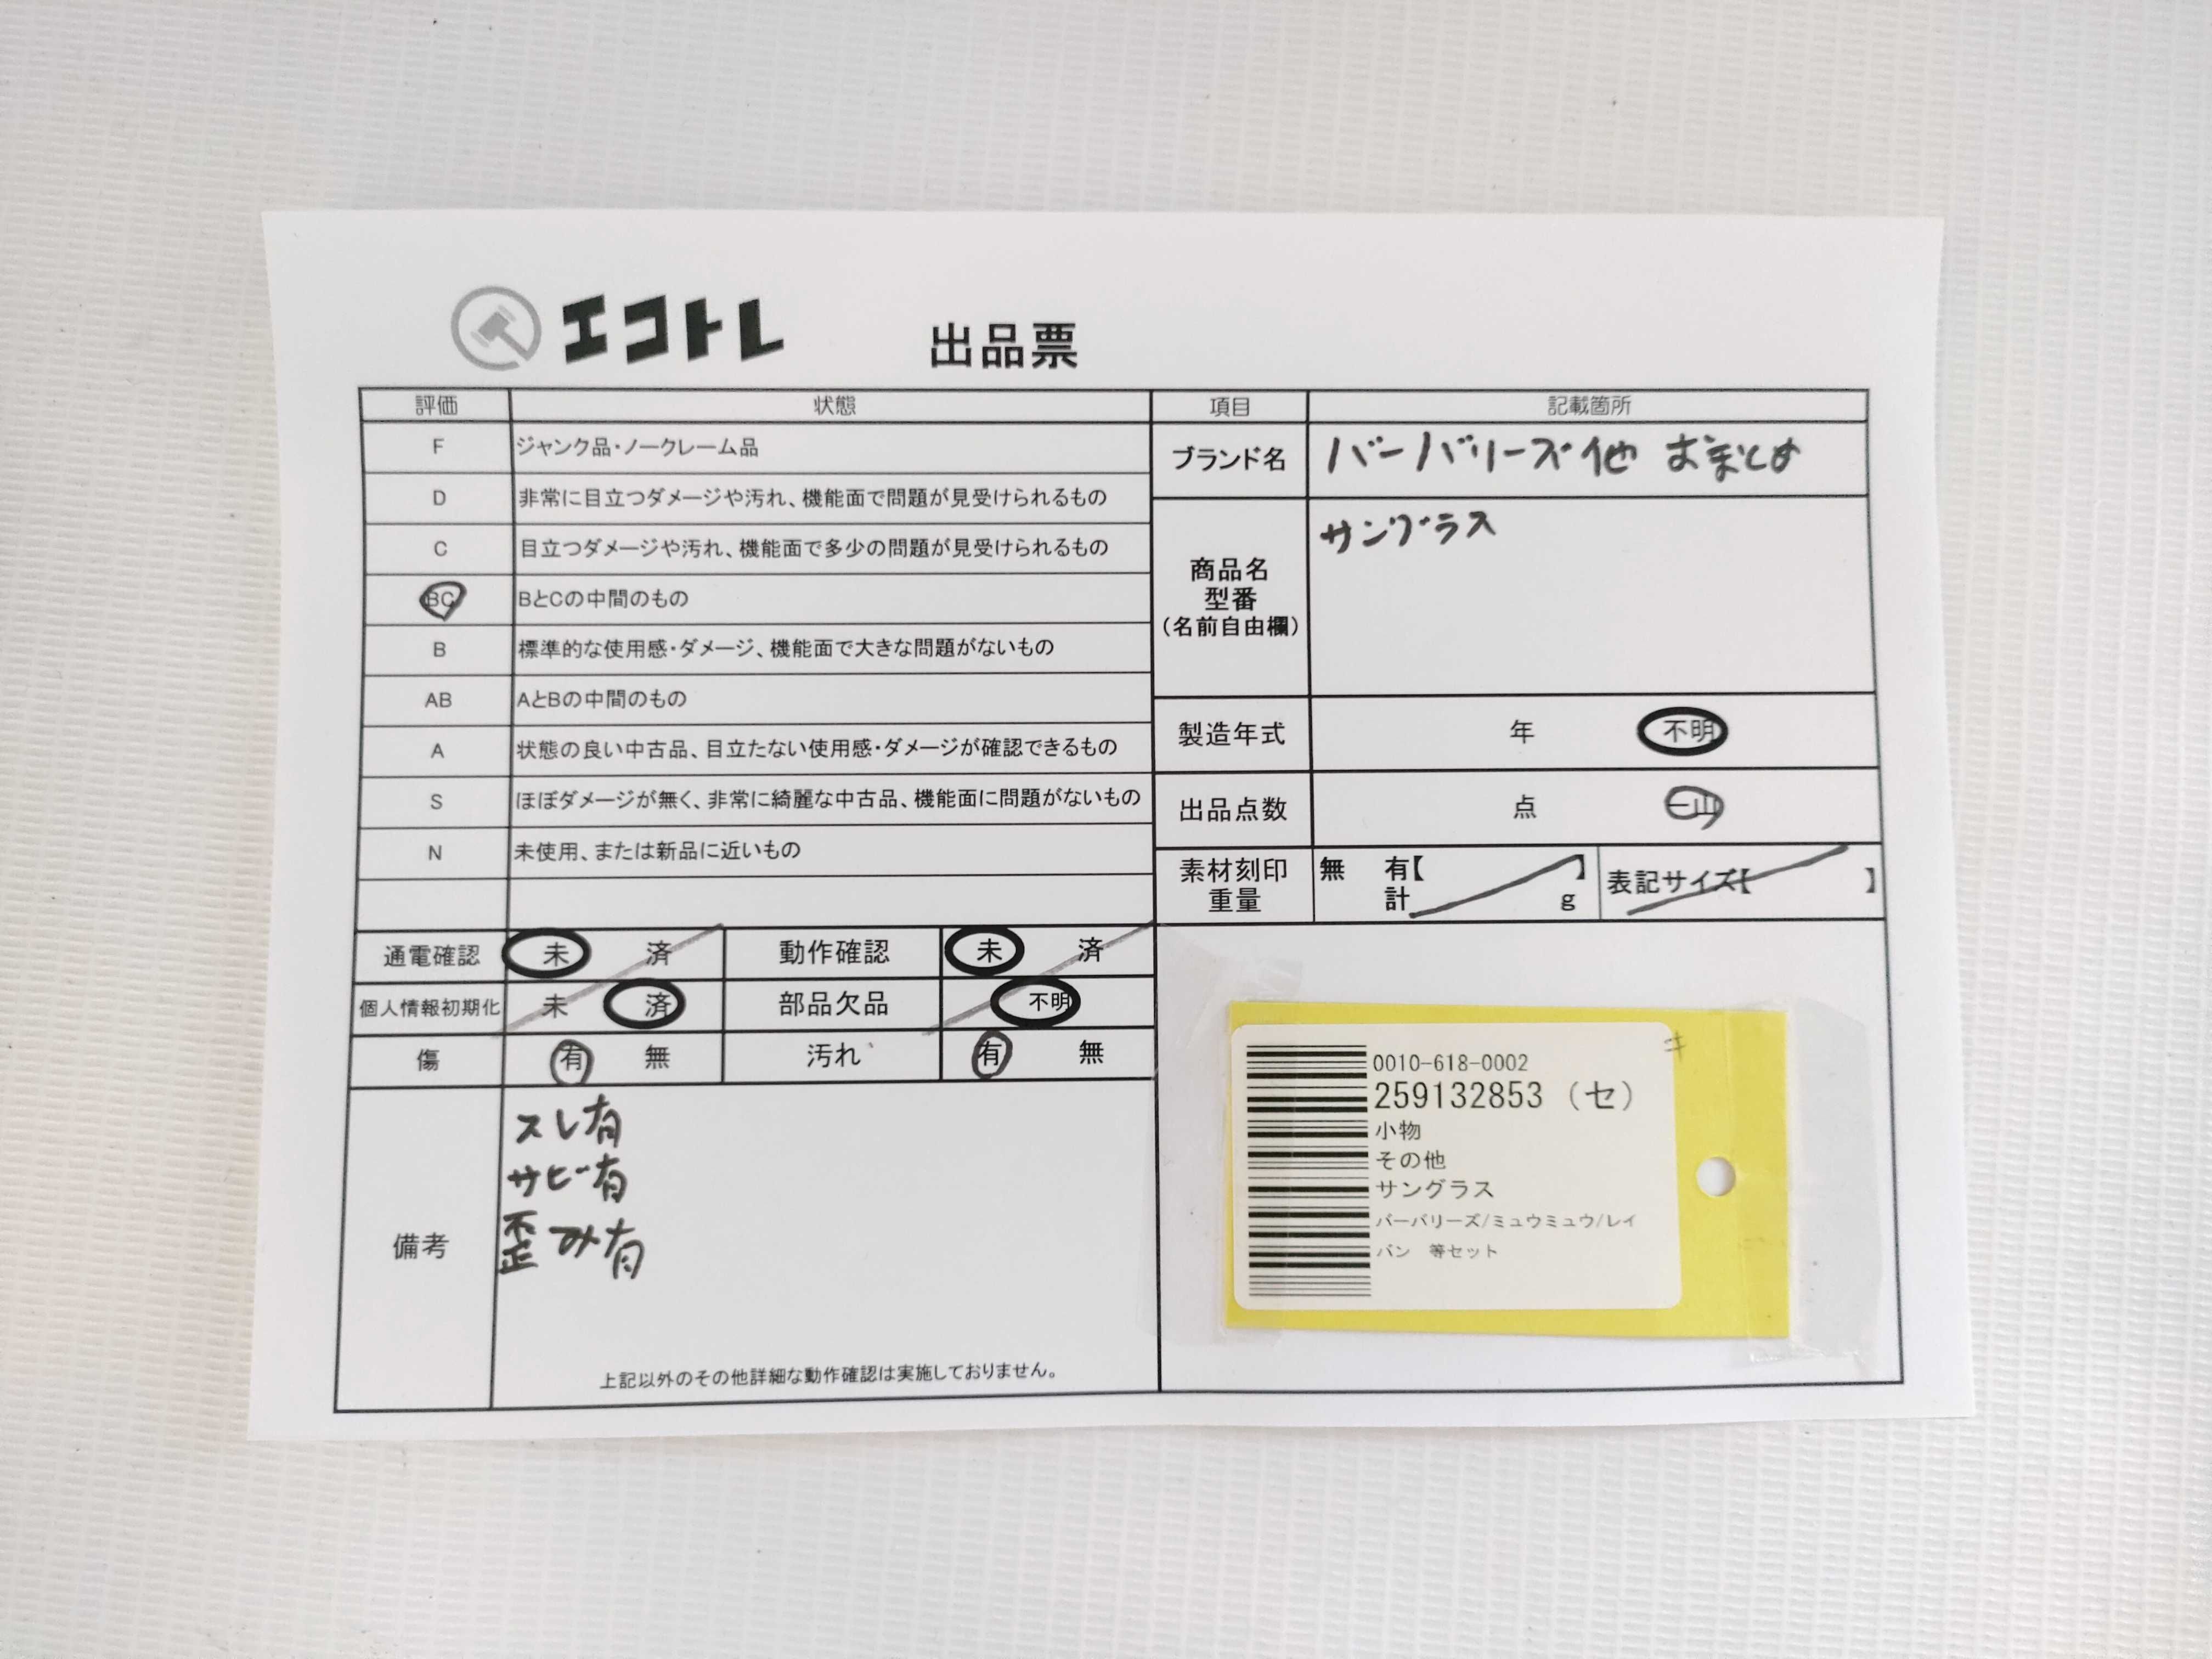 エコトレ 出品票
評価 状態 項目 記載箇所
F ジャンク品・ノークレーム品
D 非常に目立つダメージや汚れ、機能面で問題が見受けられるもの
C 目立つダメージや汚れ、機能面で多少の問題が見受けられるもの
BC BとCの中間のもの
B 標準的な使用感・ダメージ、機能面で大きな問題がないもの
AB AとBの中間のもの
A 状態の良い中古品、目立たない使用感・ダメージが確認できるもの
S ほぼダメージが無く、非常に綺麗な中古品、機能面に問題がないもの
N 未使用、または新品に近いもの
ブランド名 バーバリーズ他 おまとめ
商品名
型番
(名前自由欄)
サングラス
製造年式 年 不明
出品点数 点 一山
素材刻印 無 有【 】
重量 計 g
表記サイズ【 】
通電確認 未 済 動作確認 未 済
個人情報初期化 未 済 部品欠品 不明
傷 有 無 汚れ 有 無
備考
スレ有
サビ有
歪み有
上記以外のその他詳細な動作確認は実施しておりません。
0010-618-0002
259132853 (セ)
小物
その他
サングラス
バーバリーズ/ミュウミュウ/レイ
バン 等セット